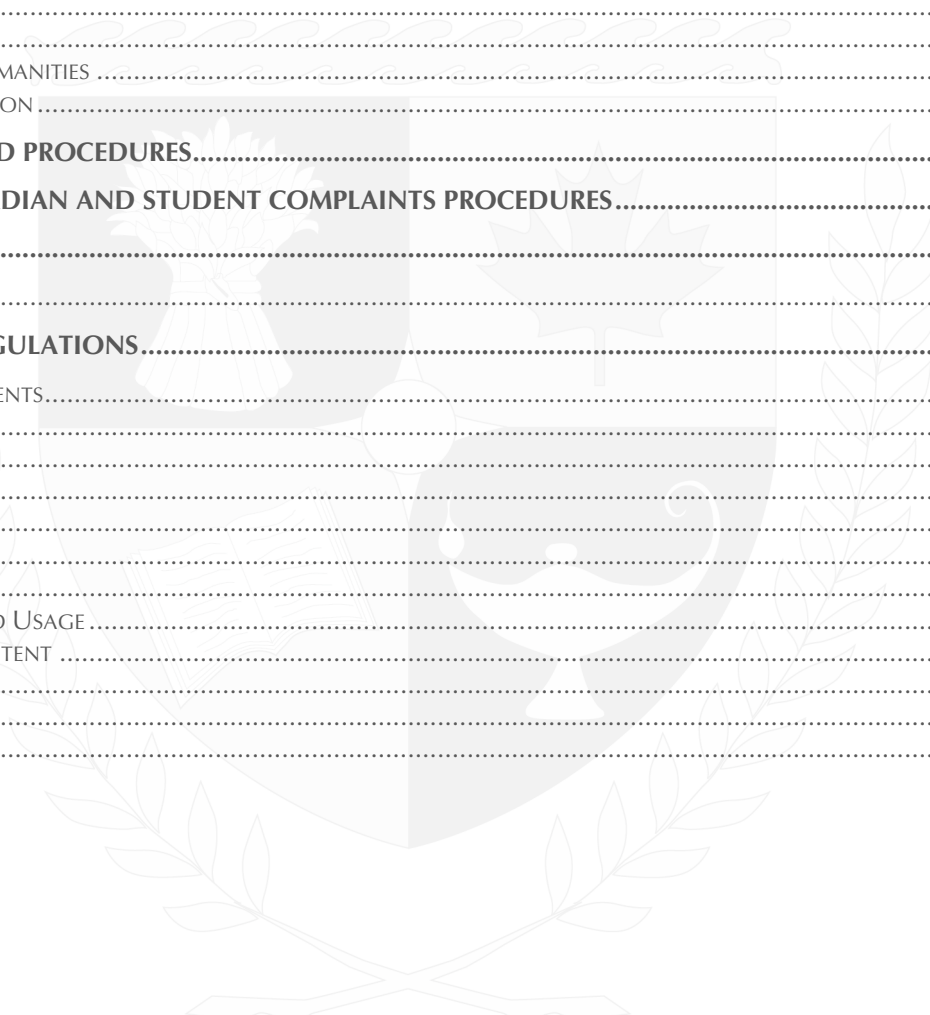 ................................................................................
................................................................................
MANITIES ................................................................................
ON ................................................................................
D PROCEDURES................................................................................
DIAN AND STUDENT COMPLAINTS PROCEDURES................................................................................
................................................................................
................................................................................
GULATIONS................................................................................
ENTS................................................................................
................................................................................
................................................................................
................................................................................
................................................................................
................................................................................
................................................................................
D USAGE ................................................................................
TENT ................................................................................
................................................................................
................................................................................
................................................................................